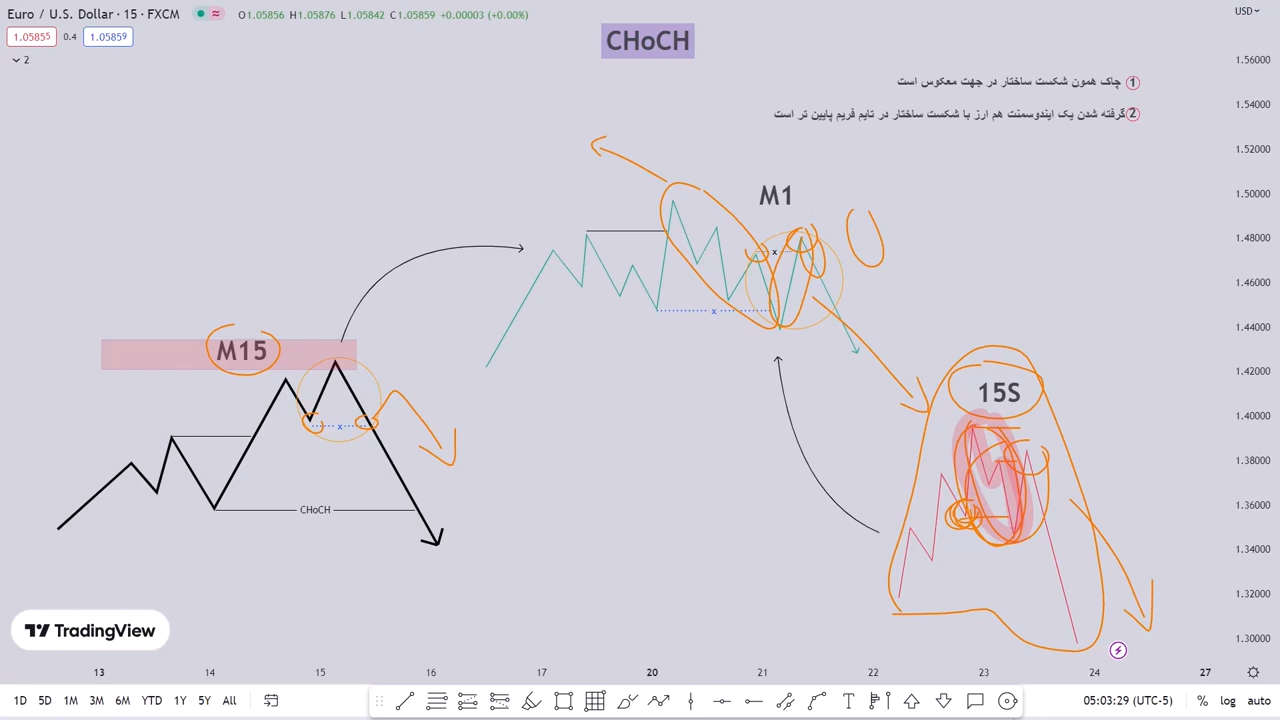 Euro / U.S. Dollar · 15 · FXCM
O1.05856 H1.05876 L1.05842 C1.05859 +0.00003 (+0.00%)
USD
1.05855 0.4 1.05859
2
CHoCH
1 چاک همون شکست ساختار در جهت معکوس است
2 گرفته شدن یک ایندوسمنت هم ارز با شکست ساختار در تایم فریم پایین تر است
M1
x
x
M15
x
CHoCH
15S
1.56000
1.54000
1.52000
1.50000
1.48000
1.46000
1.44000
1.42000
1.40000
1.38000
1.36000
1.34000
1.32000
1.30000
TradingView
13 14 15 16 17 20 21 22 23 24 27
1D 5D 1M 3M 6M YTD 1Y 5Y All
05:03:29 (UTC-5) % log auto